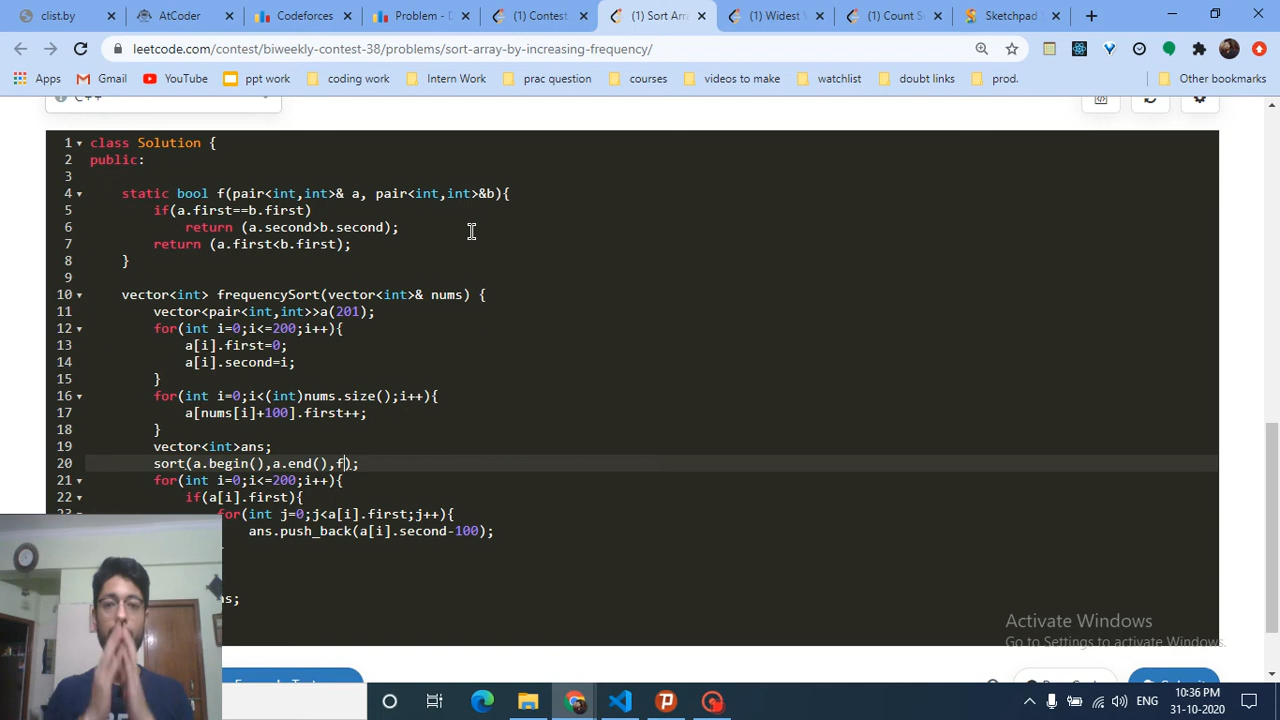 clist.by
AtCoder
Codeforces
Problem - D
(1) Contest
(1) Sort Arr
(1) Widest V
(1) Count S
Sketchpad
leetcode.com/contest/biweekly-contest-38/problems/sort-array-by-increasing-frequency/
Apps Gmail YouTube ppt work coding work Intern Work prac question courses videos to make watchlist doubt links prod. Other bookmarks
C++
1 class Solution {
2 public:
3
4 static bool f(pair<int,int>& a, pair<int,int>&b){
5 if(a.first==b.first)
6 return (a.second>b.second);
7 return (a.first<b.first);
8 }
9
10 vector<int> frequencySort(vector<int>& nums) {
11 vector<pair<int,int>>a(201);
12 for(int i=0;i<=200;i++){
13 a[i].first=0;
14 a[i].second=i;
15 }
16 for(int i=0;i<(int)nums.size();i++){
17 a[nums[i]+100].first++;
18 }
19 vector<int>ans;
20 sort(a.begin(),a.end(),f);
21 for(int i=0;i<=200;i++){
22 if(a[i].first){
23 for(int j=0;j<a[i].first;j++){
ans.push_back(a[i].second-100);
ns;
Activate Windows
Go to Settings to activate Windows.
ENG
10:36 PM
31-10-2020